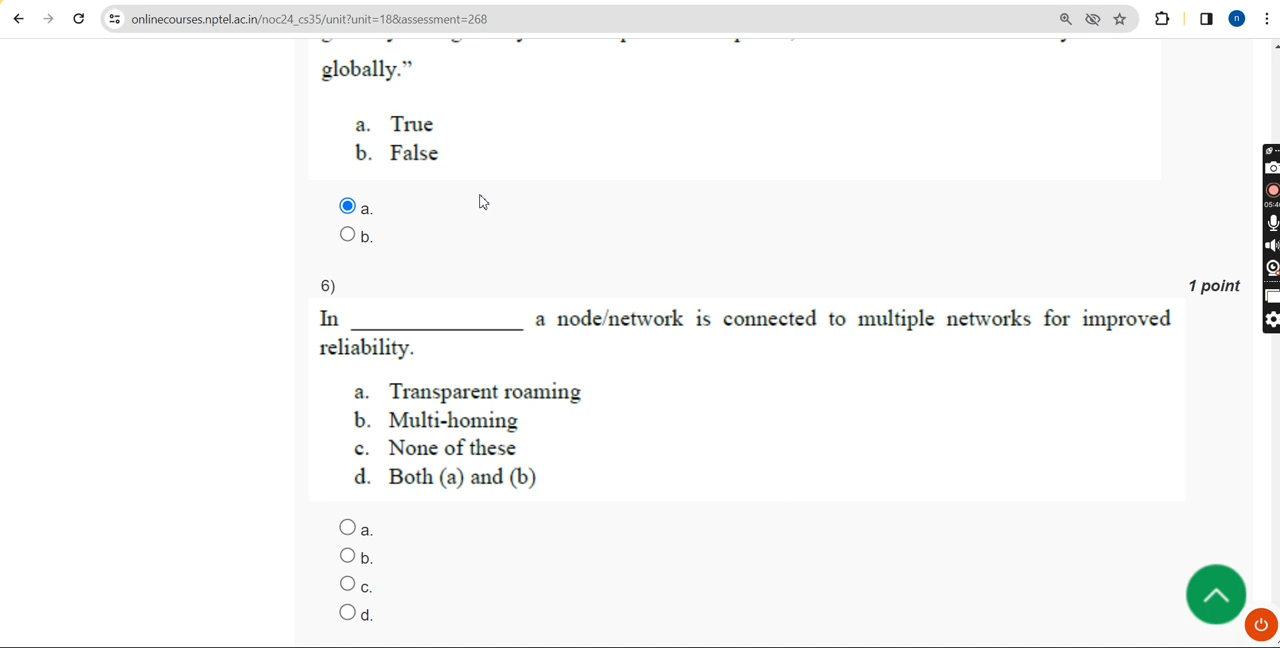 onlinecourses.nptel.ac.in/noc24_cs35/unit?unit=18&assessment=268
n
globally.”
a. True
b. False
a.
b.
6)
1 point
In ______________ a node/network is connected to multiple networks for improved
reliability.
a. Transparent roaming
b. Multi-homing
c. None of these
d. Both (a) and (b)
a.
b.
c.
d.